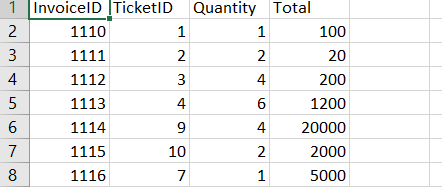 1 InvoiceID TicketID Quantity Total
2 1110 1 1 100
3 1111 2 2 20
4 1112 3 4 200
5 1113 4 6 1200
6 1114 9 4 20000
7 1115 10 2 2000
8 1116 7 1 5000